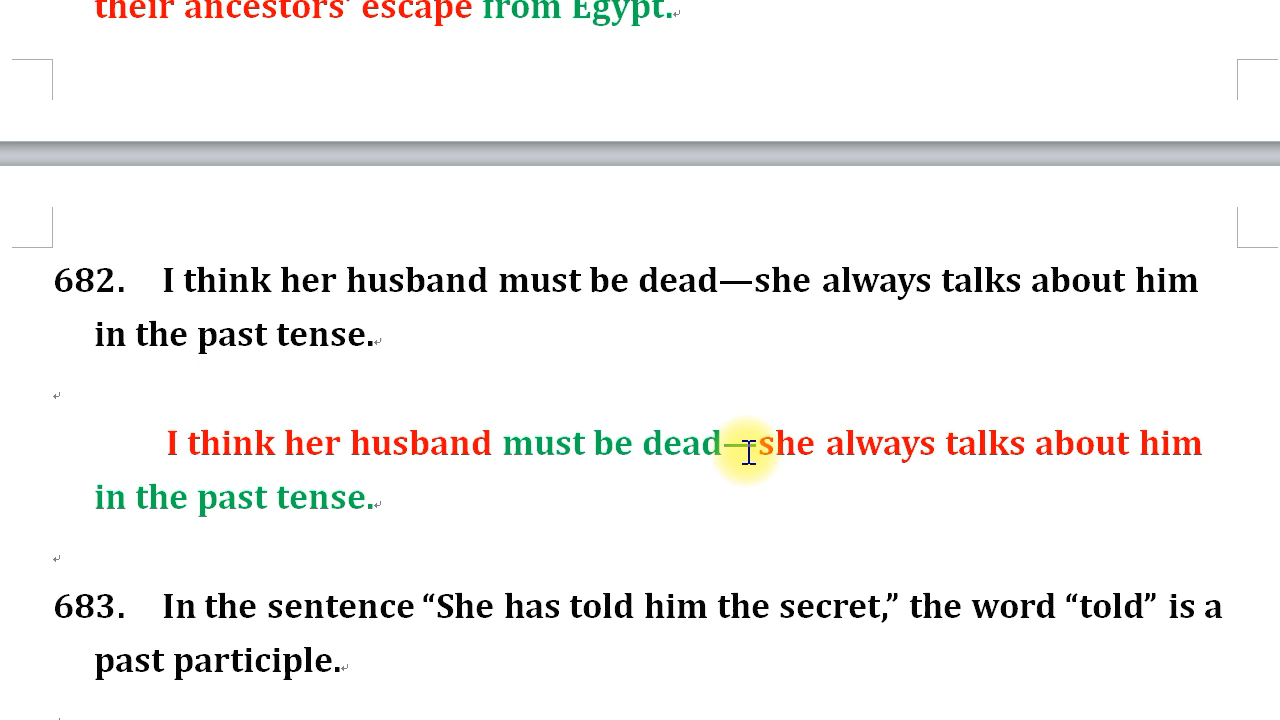 their ancestors’ escape from Egypt.
682. I think her husband must be dead—she always talks about him
in the past tense.
I think her husband must be dead—she always talks about him
in the past tense.
683. In the sentence “She has told him the secret,” the word “told” is a
past participle.